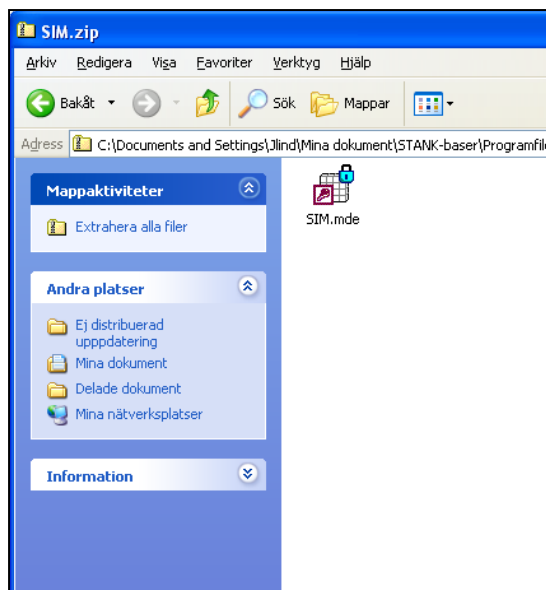 SIM.zip
Arkiv Redigera Visa Favoriter Verktyg Hjälp
Bakåt Sök Mappar
Adress C:\Documents and Settings\Jlind\Mina dokument\STANK-baser\Programfile
Mappaktiviteter
Extrahera alla filer
SIM.mde
Andra platser
Ej distribuerad
upppdatering
Mina dokument
Delade dokument
Mina nätverksplatser
Information